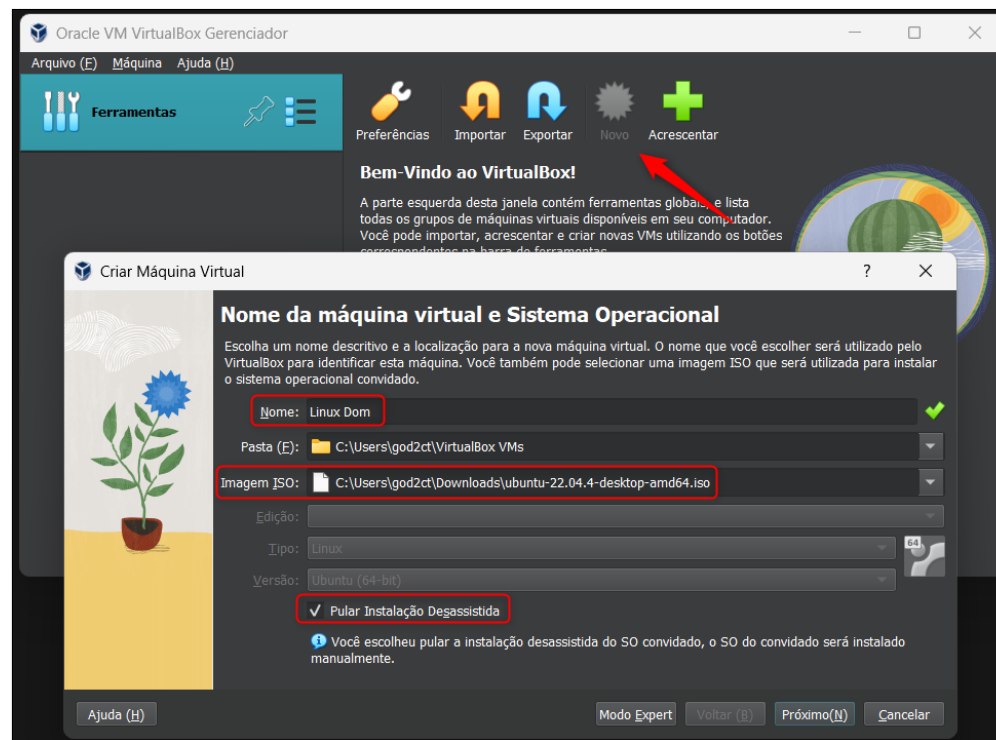 Oracle VM VirtualBox Gerenciador
Arquivo (F) Máquina Ajuda (H)
Ferramentas
Preferências Importar Exportar Novo Acrescentar
Bem-Vindo ao VirtualBox!
A parte esquerda desta janela contém ferramentas globais, e lista
todas os grupos de máquinas virtuais disponíveis em seu computador.
Você pode importar, acrescentar e criar novas VMs utilizando os botões
correspondentes na barra de ferramentas.
Criar Máquina Virtual ?
Nome da máquina virtual e Sistema Operacional
Escolha um nome descritivo e a localização para a nova máquina virtual. O nome que você escolher será utilizado pelo
VirtualBox para identificar esta máquina. Você também pode selecionar uma imagem ISO que será utilizada para instalar
o sistema operacional convidado.
Nome: Linux Dom
Pasta (F): C:\Users\god2ct\VirtualBox VMs
Imagem ISO: C:\Users\god2ct\Downloads\ubuntu-22.04.4-desktop-amd64.iso
Edição:
Tipo: Linux
64
Versão: Ubuntu (64-bit)
Pular Instalação Desassistida
Você escolheu pular a instalação desassistida do SO convidado, o SO do convidado será instalado
manualmente.
Ajuda (H) Modo Expert Voltar (B) Próximo(N) Cancelar